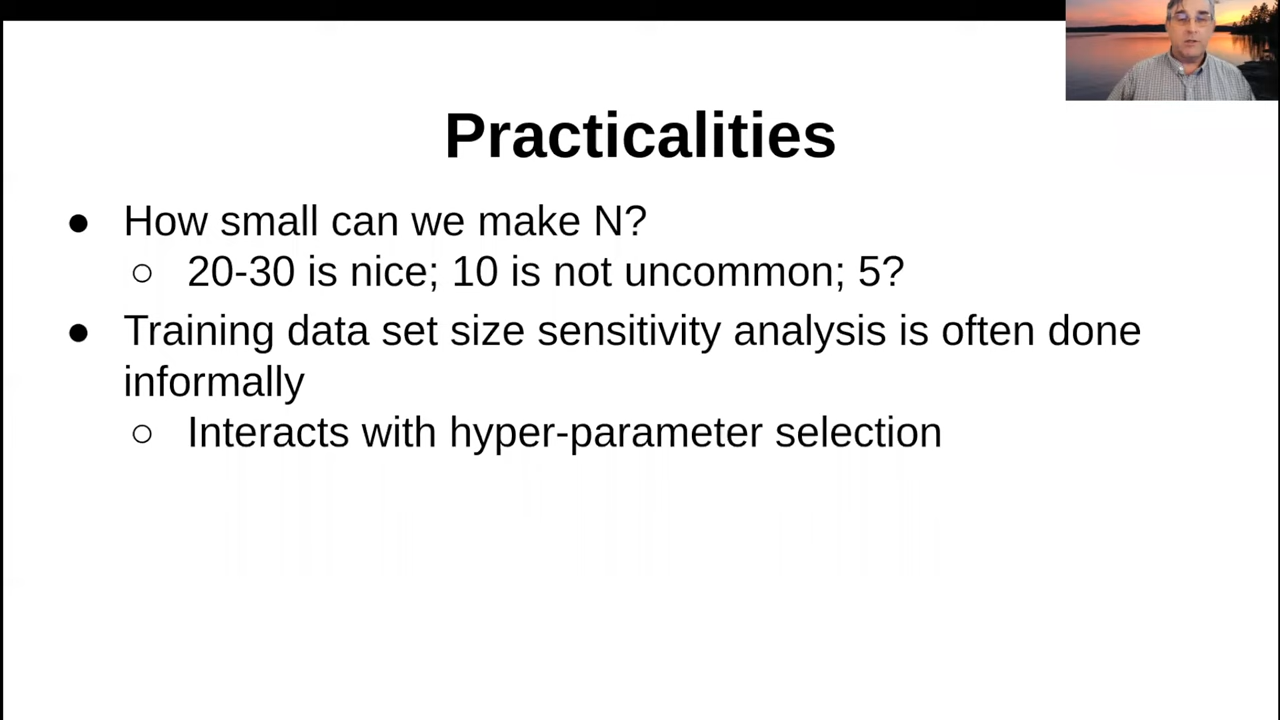 Practicalities
● How small can we make N?
○ 20-30 is nice; 10 is not uncommon; 5?
● Training data set size sensitivity analysis is often done
informally
○ Interacts with hyper-parameter selection